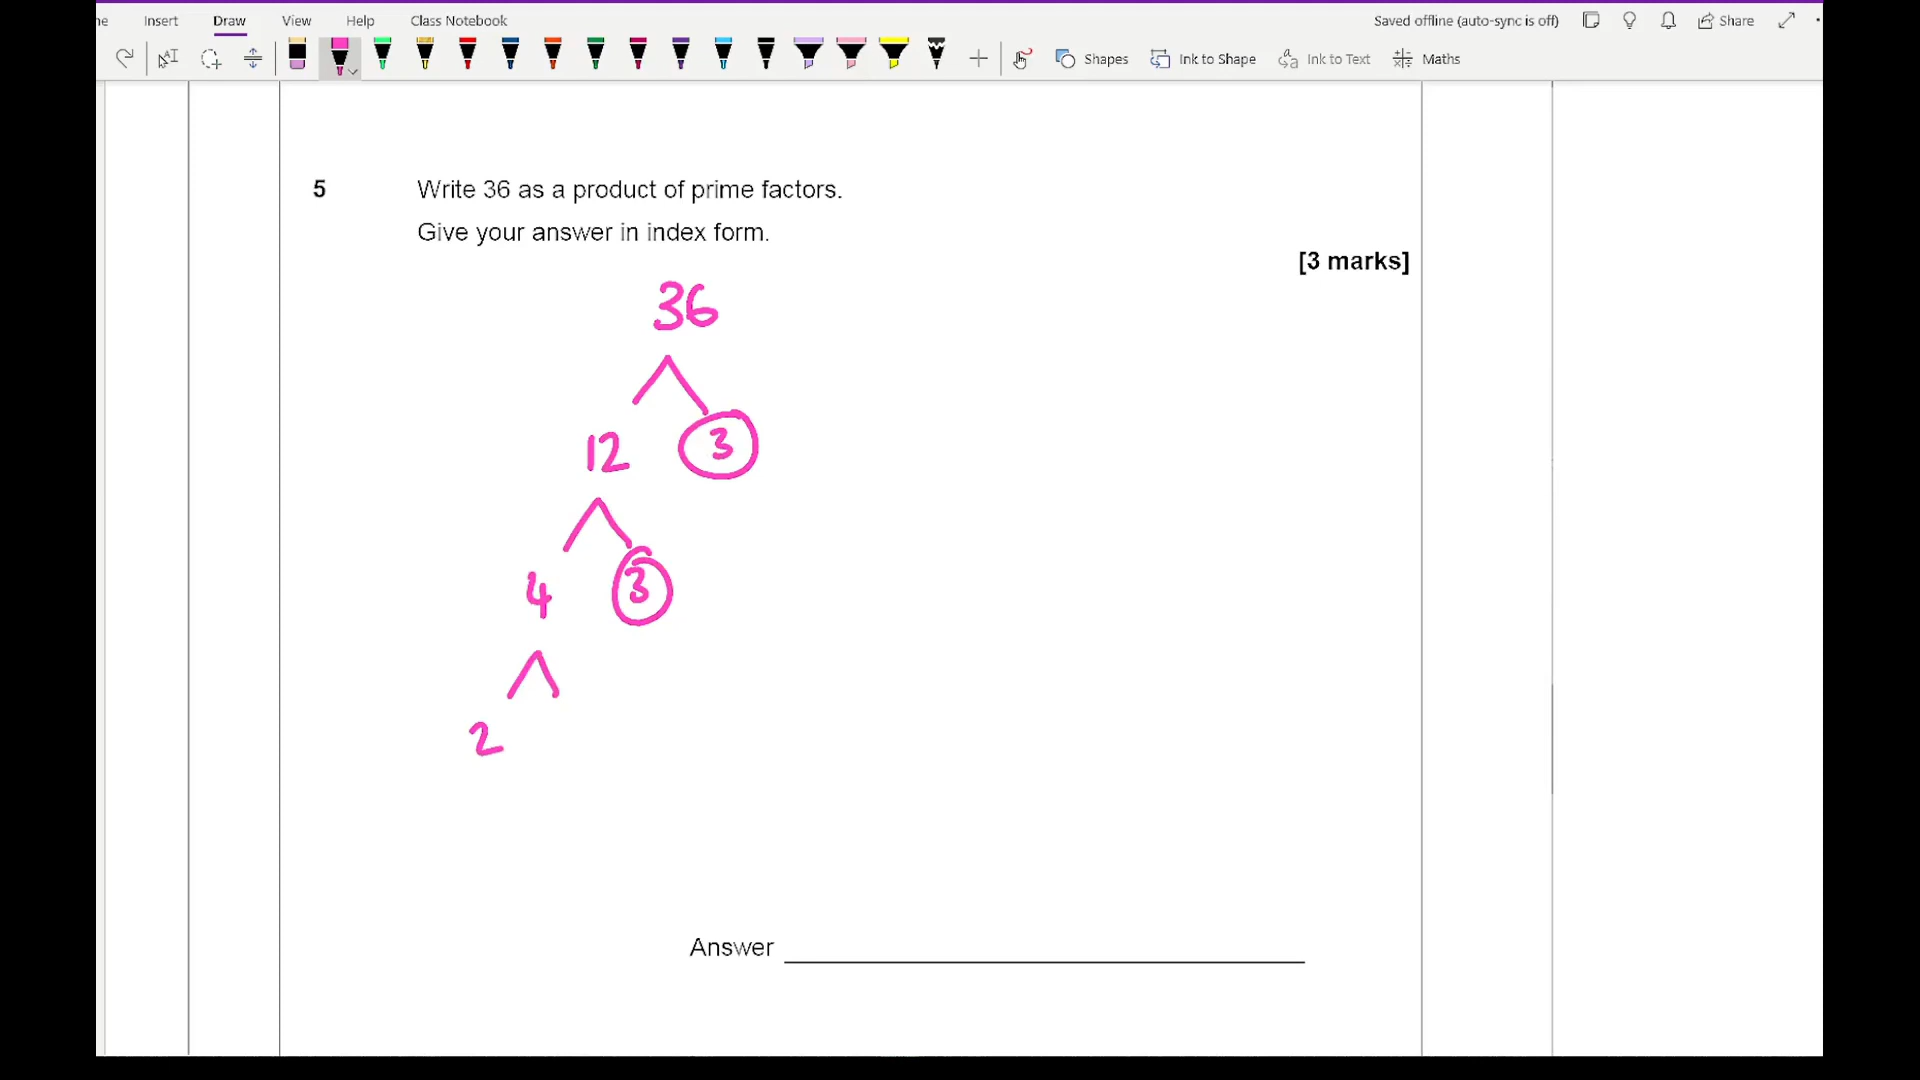 ne Insert Draw View Help Class Notebook Saved offline (auto-sync is off) Share
Shapes Ink to Shape Ink to Text Maths
5 Write 36 as a product of prime factors.
Give your answer in index form.
[3 marks]
36
12 3
4 3
2
Answer